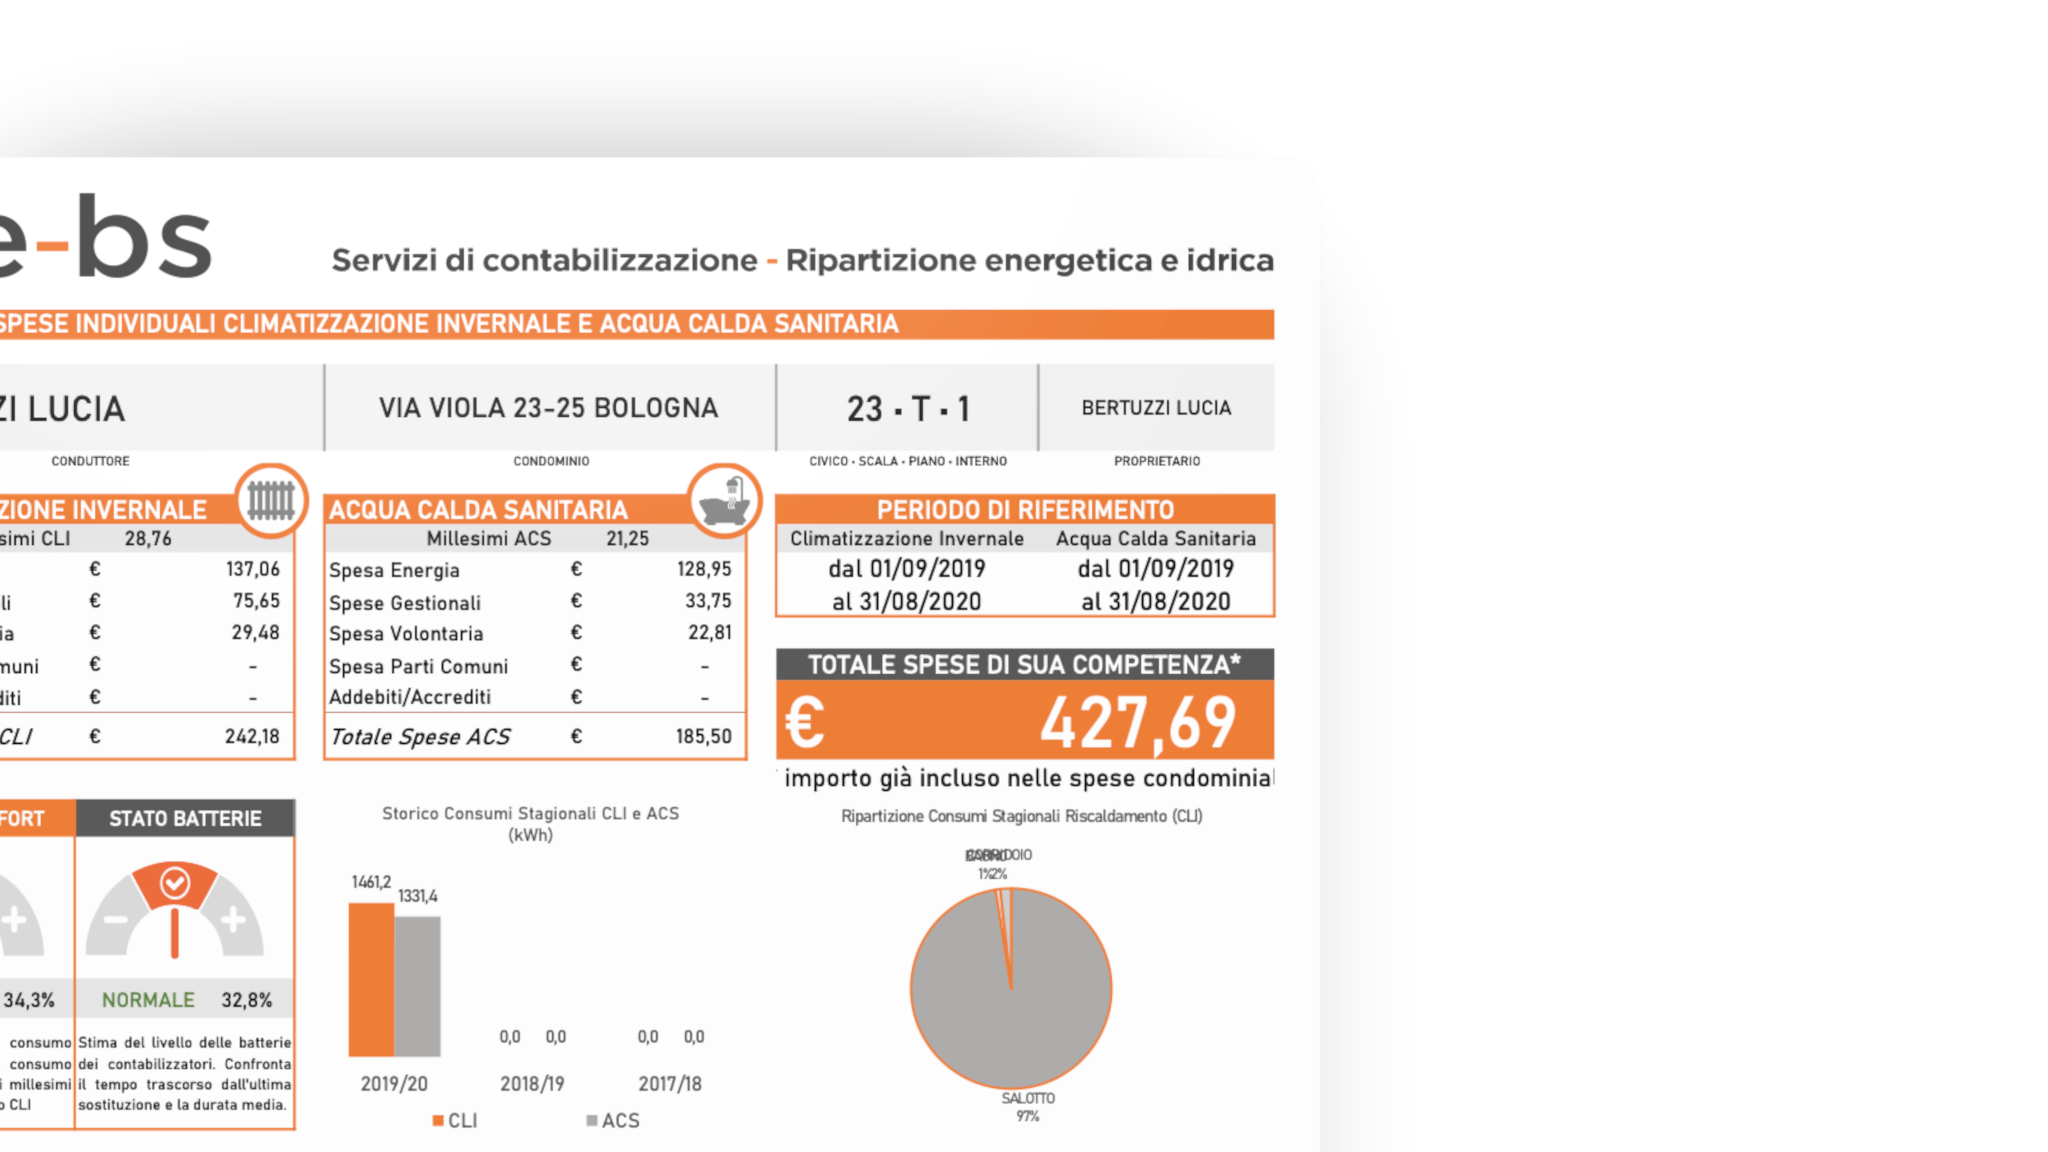 e-bs
Servizi di contabilizzazione - Ripartizione energetica e idrica
SPESE INDIVIDUALI CLIMATIZZAZIONE INVERNALE E ACQUA CALDA SANITARIA
ZI LUCIA
VIA VIOLA 23-25 BOLOGNA
23 · T · 1
BERTUZZI LUCIA
CONDUTTORE
CONDOMINIO
CIVICO · SCALA · PIANO · INTERNO
PROPRIETARIO
ZIONE INVERNALE
simi CLI 28,76
€ 137,06
li € 75,65
ia € 29,48
muni € -
diti € -
CLI € 242,18
ACQUA CALDA SANITARIA
Millesimi ACS 21,25
Spesa Energia € 128,95
Spese Gestionali € 33,75
Spesa Volontaria € 22,81
Spesa Parti Comuni € -
Addebiti/Accrediti € -
Totale Spese ACS € 185,50
PERIODO DI RIFERIMENTO
Climatizzazione Invernale Acqua Calda Sanitaria
dal 01/09/2019 dal 01/09/2019
al 31/08/2020 al 31/08/2020
TOTALE SPESE DI SUA COMPETENZA*
€ 427,69
importo già incluso nelle spese condominial
FORT
34,3%
consumo
consumo
i millesimi
o CLI
STATO BATTERIE
NORMALE 32,8%
Stima del livello delle batterie
dei contabilizzatori. Confronta
il tempo trascorso dall'ultima
sostituzione e la durata media.
Storico Consumi Stagionali CLI e ACS
(kWh)
1461,2
1331,4
0,0 0,0 0,0 0,0
2019/20 2018/19 2017/18
CLI ACS
Ripartizione Consumi Stagionali Riscaldamento (CLI)
CORRIDOIO
1% 2%
SALOTTO
97%